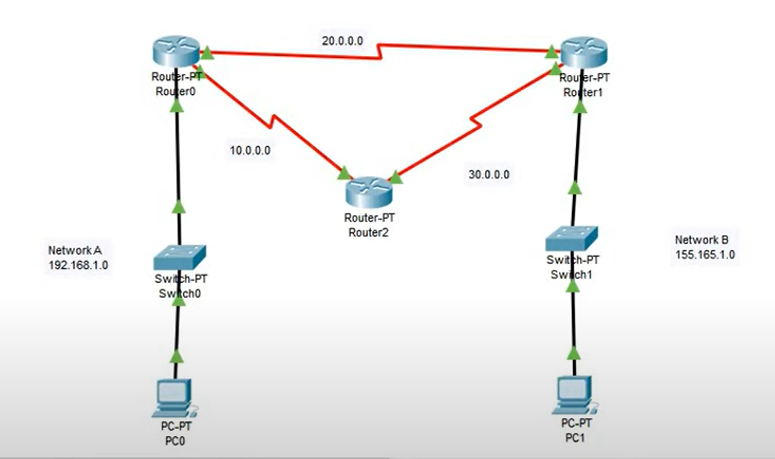 20.0.0.0
Router-PT
Router0
Router-PT
Router1
10.0.0.0
30.0.0.0
Router-PT
Router2
Network A
192.168.1.0
Switch-PT
Switch0
Switch-PT
Switch1
Network B
155.165.1.0
PC-PT
PC0
PC-PT
PC1